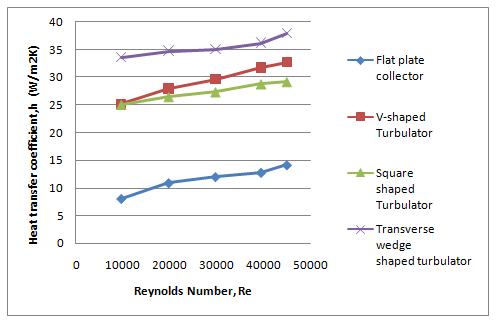 40
35
30
25
20
15
10
5
0
Heat transfer coefficient,h (W/m2K)
0 10000 20000 30000 40000 50000
Reynolds Number, Re
Flat plate
collector
V-shaped
Turbulator
Square
shaped
Turbulator
Transverse
wedge
shaped turbulator